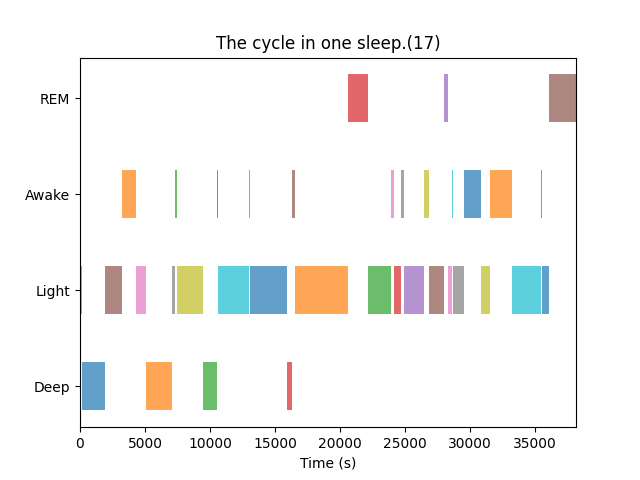 The cycle in one sleep.(17)
REM
Awake
Light
Deep
0 5000 10000 15000 20000 25000 30000 35000
Time (s)